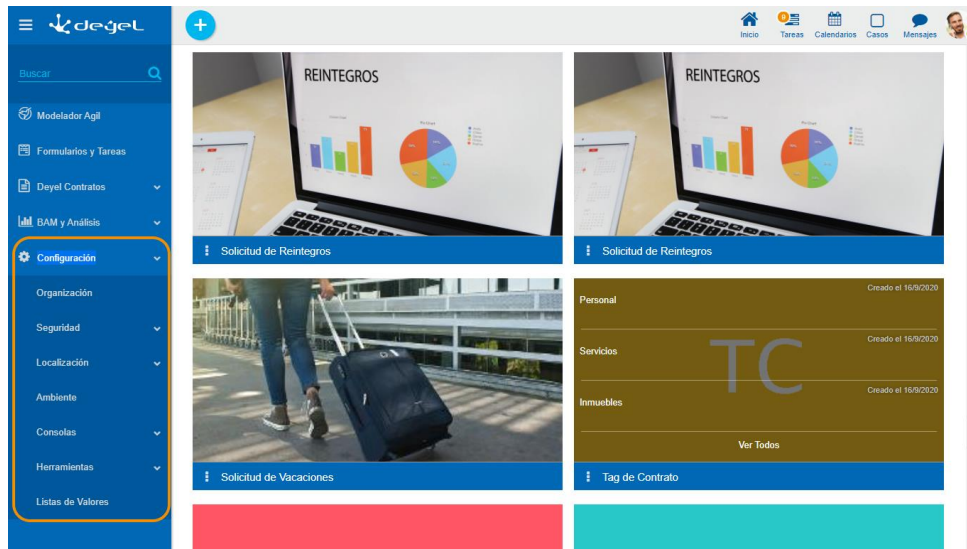 deyel
Inicio
Tareas
Calendarios
Casos
Mensajes
Buscar
Modelador Agil
Formularios y Tareas
Deyel Contratos
BAM y Análisis
Configuración
Organización
Seguridad
Localización
Ambiente
Consolas
Herramientas
Listas de Valores
REINTEGROS
Solicitud de Reintegros
REINTEGROS
Solicitud de Reintegros
Solicitud de Vacaciones
TC
Personal
Creado el 16/9/2020
Servicios
Creado el 16/9/2020
Inmuebles
Creado el 16/9/2020
Ver Todos
Tag de Contrato